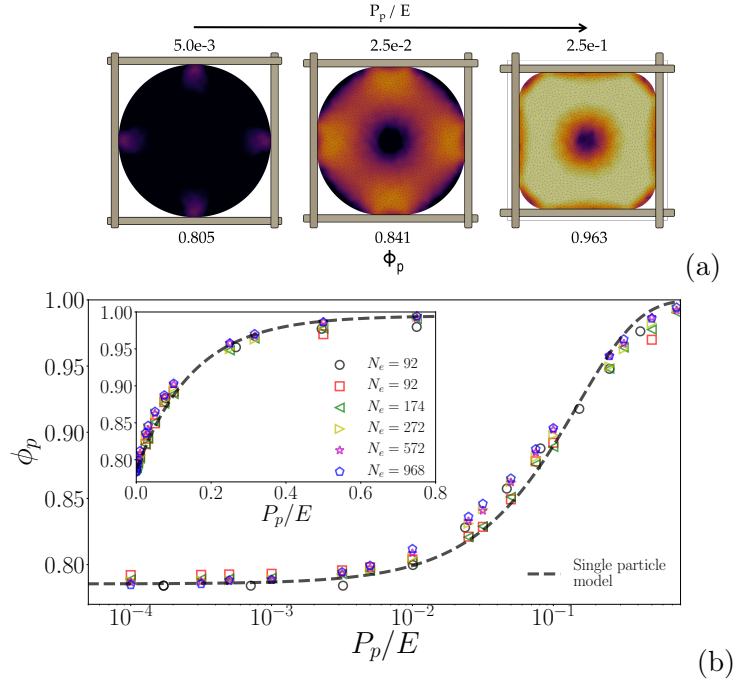 P_p / E
5.0e-3 2.5e-2 2.5e-1
0.805 0.841 0.963
ϕ_p
(a)
1.00
0.95
0.90
0.85
0.80
ϕ_p
1.00
0.95
0.90
0.85
0.80
0.0 0.2 0.4 0.6 0.8
P_p/E
N_e = 92
N_e = 92
N_e = 174
N_e = 272
N_e = 572
N_e = 968
Single particle
model
10^{-4} 10^{-3} 10^{-2} 10^{-1}
P_p/E
(b)